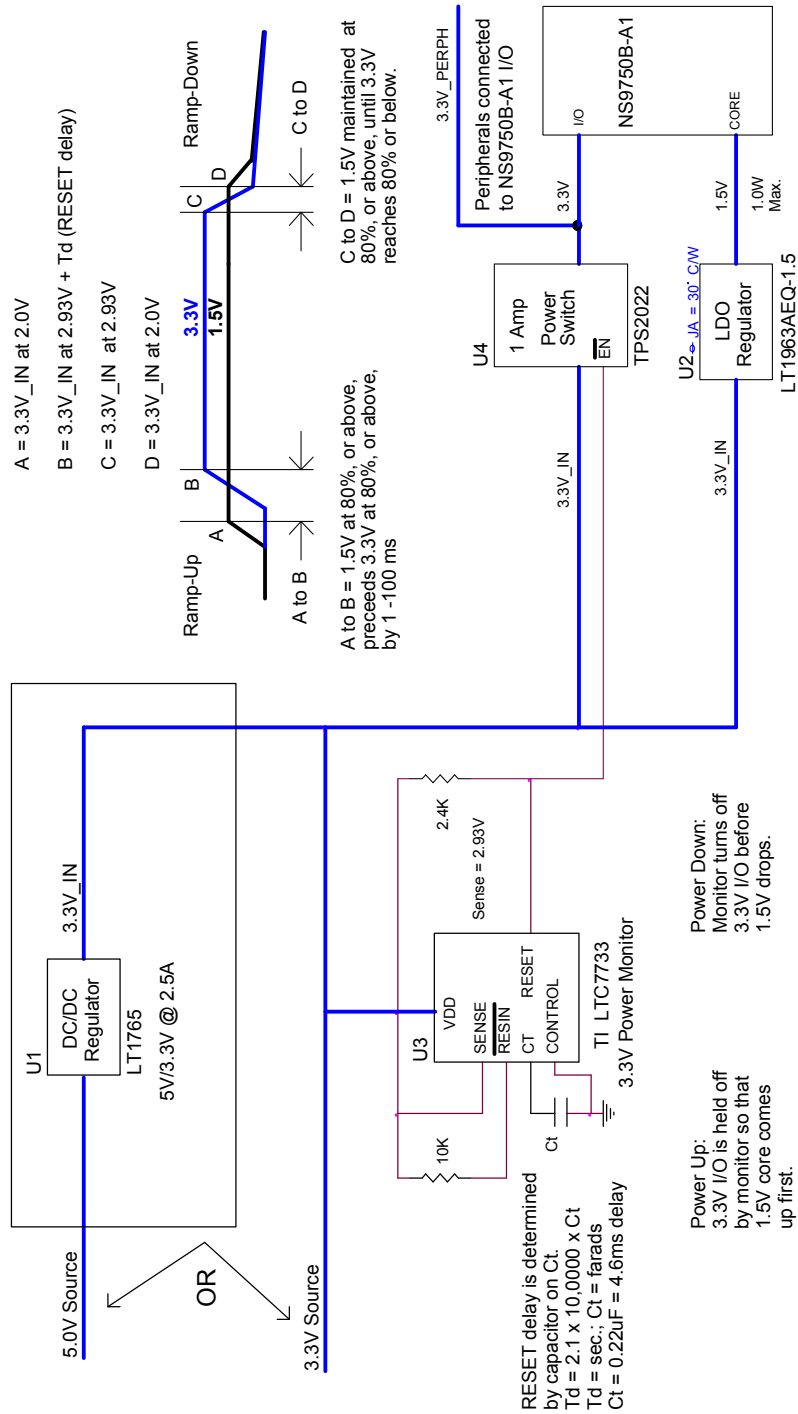 5.0V Source
OR
3.3V Source
U1
DC/DC
Regulator
LT1765
5V/3.3V @ 2.5A
3.3V_IN
A = 3.3V_IN at 2.0V
B = 3.3V_IN at 2.93V + Td (RESET delay)
C = 3.3V_IN at 2.93V
D = 3.3V_IN at 2.0V
Ramp-Up
A
B
3.3V
1.5V
C
D
Ramp-Down
A to B
C to D
A to B = 1.5V at 80%, or above,
preceeds 3.3V at 80%, or above,
by 1 -100 ms
C to D = 1.5V maintained at
80%, or above, until 3.3V
reaches 80% or below.
RESET delay is determined
by capacitor on Ct.
Td = 2.1 x 10,0000 x Ct
Td = sec.; Ct = farads
Ct = 0.22uF = 4.6ms delay
10K
Ct
U3
VDD
SENSE
RESIN
CT
CONTROL
RESET
TI LTC7733
3.3V Power Monitor
Sense = 2.93V
2.4K
3.3V_IN
U4
1 Amp
Power
Switch
EN
TPS2022
3.3V_PERPH
Peripherals connected
to NS9750B-A1 I/O
3.3V
I/O
NS9750B-A1
CORE
3.3V_IN
U2
JA = 30° C/W
LDO
Regulator
LT1963AEQ-1.5
1.5V
1.0W
Max.
Power Up:
3.3V I/O is held off
by monitor so that
1.5V core comes
up first.
Power Down:
Monitor turns off
3.3V I/O before
1.5V drops.